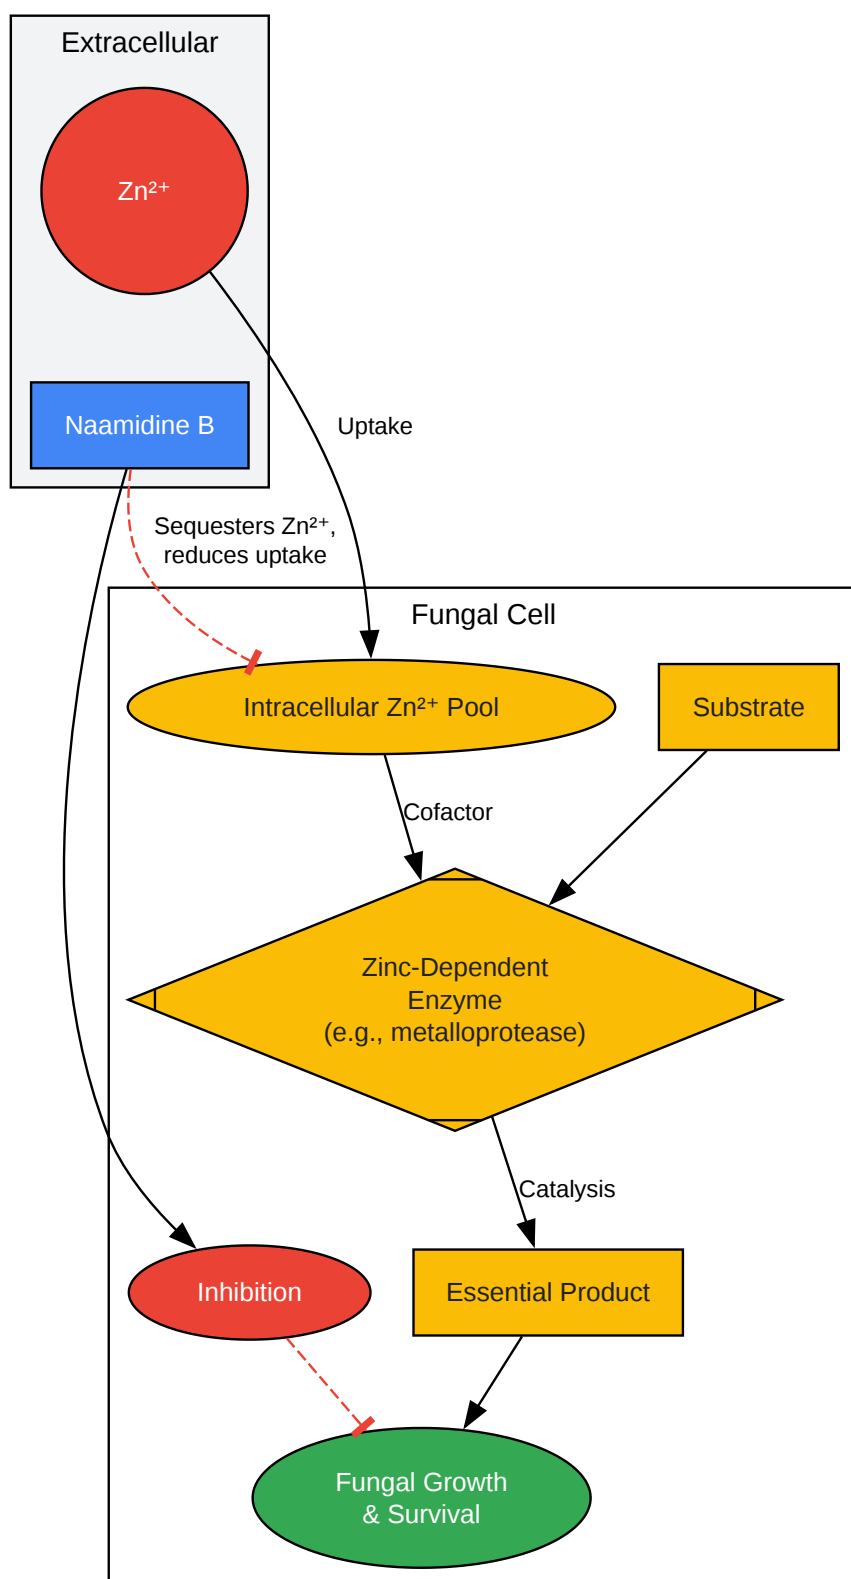 Extracellular
Zn²⁺
Naamidine B
Uptake
Sequesters Zn²⁺,
reduces uptake
Fungal Cell
Intracellular Zn²⁺ Pool
Substrate
Cofactor
Zinc-Dependent
Enzyme
(e.g., metalloprotease)
Catalysis
Inhibition
Essential Product
Fungal Growth
& Survival